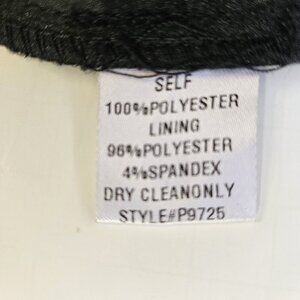 SELF
100%POLYESTER
LINING
96%POLYESTER
4%SPANDEX
DRY CLEANONLY
STYLE#P9725